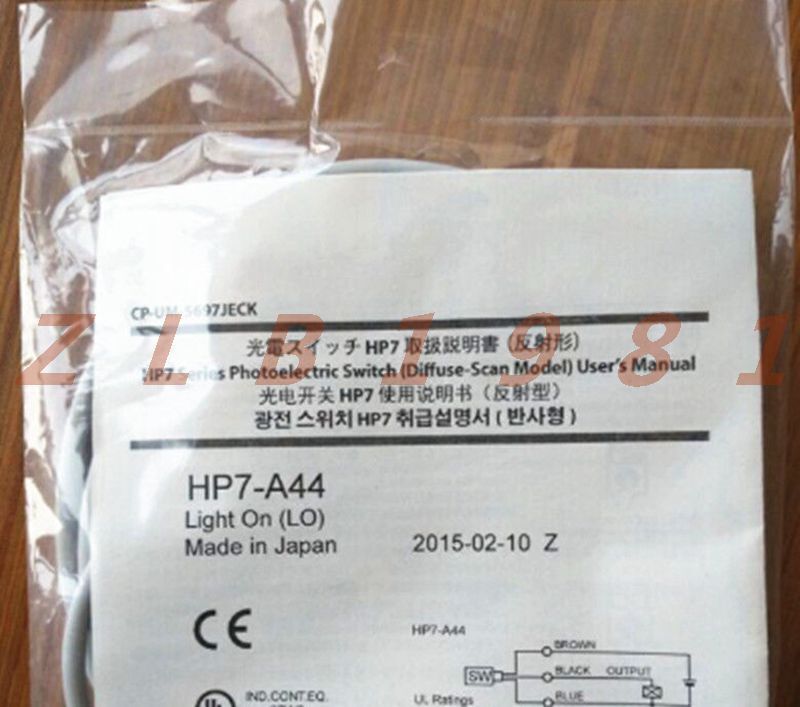 CP-UM-5697JECK
ZIB1981
光電スイッチ HP7 取扱説明書 (反射形)
HP7 Series Photoelectric Switch (Diffuse-Scan Model) User's Manual
光电开关 HP7 使用说明书 (反射型)
광전 스위치 HP7 취급설명서 ( 반사형 )
HP7-A44
Light On (LO)
Made in Japan 2015-02-10 Z
CE
HP7-A44
BROWN
SW BLACK OUTPUT
UL IND.CONT.EQ.
UL Ratings BLUE